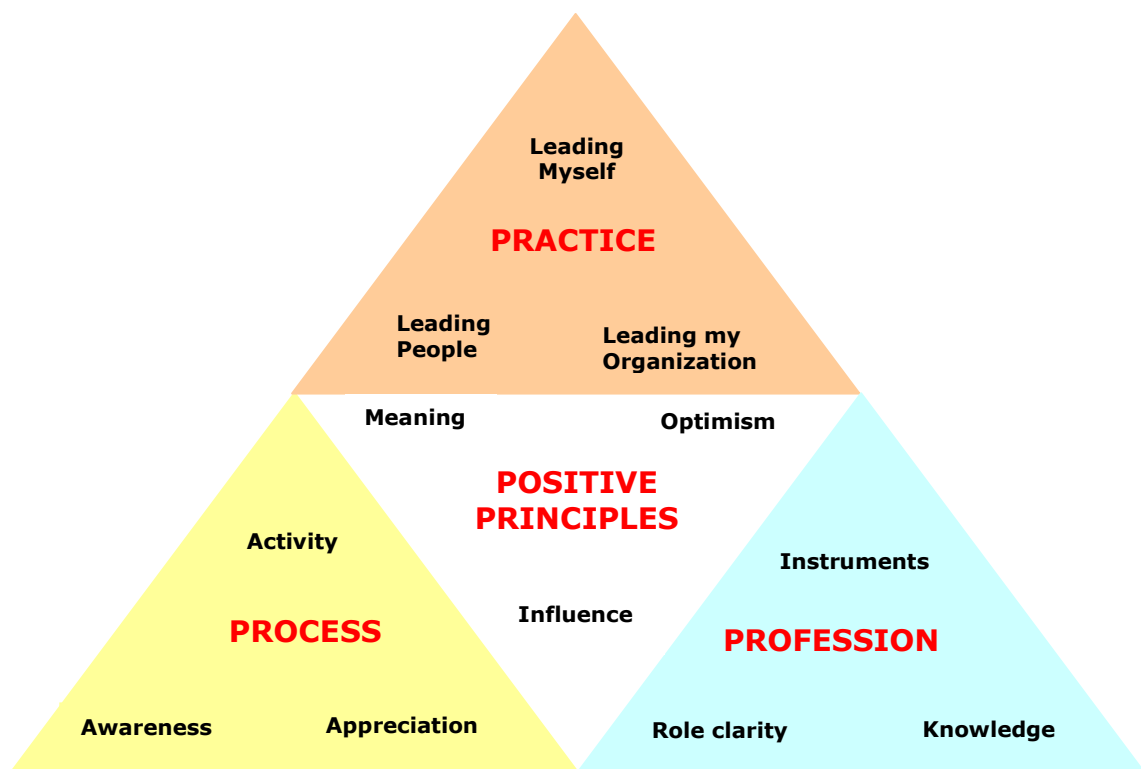 Leading
Myself
PRACTICE
Leading
People
Leading my
Organization
Meaning
Optimism
POSITIVE
PRINCIPLES
Influence
Activity
PROCESS
Awareness
Appreciation
Instruments
PROFESSION
Role clarity
Knowledge